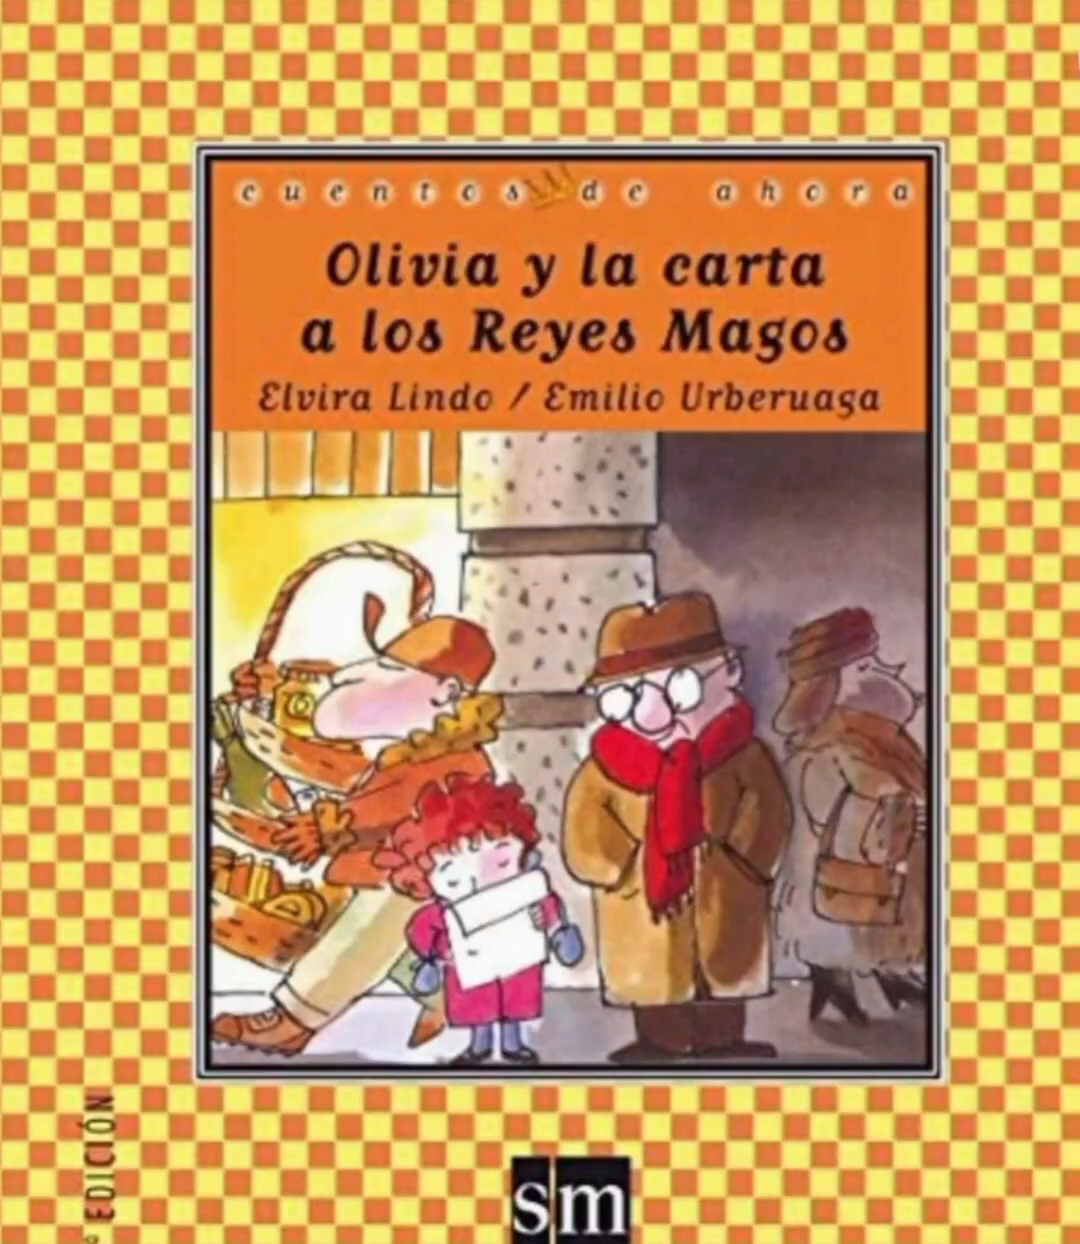 cuentos de ahora
Olivia y la carta
a los Reyes Magos
Elvira Lindo / Emilio Urberuaga
º EDICIÓN
sm